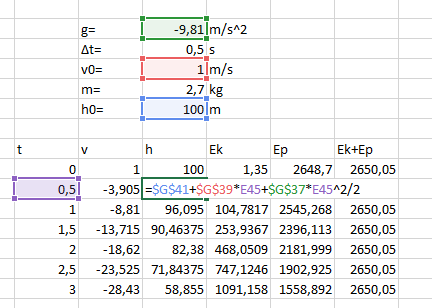 g= -9,81 m/s^2
Δt= 0,5 s
v0= 1 m/s
m= 2,7 kg
h0= 100 m
t v h Ek Ep Ek+Ep
0 1 100 1,35 2648,7 2650,05
0,5 -3,905 =$G$41+$G$39*E45+$G$37*E45^2/2
1 -8,81 96,095 104,7817 2545,268 2650,05
1,5 -13,715 90,46375 253,9367 2396,113 2650,05
2 -18,62 82,38 468,0509 2181,999 2650,05
2,5 -23,525 71,84375 747,1246 1902,925 2650,05
3 -28,43 58,855 1091,158 1558,892 2650,05